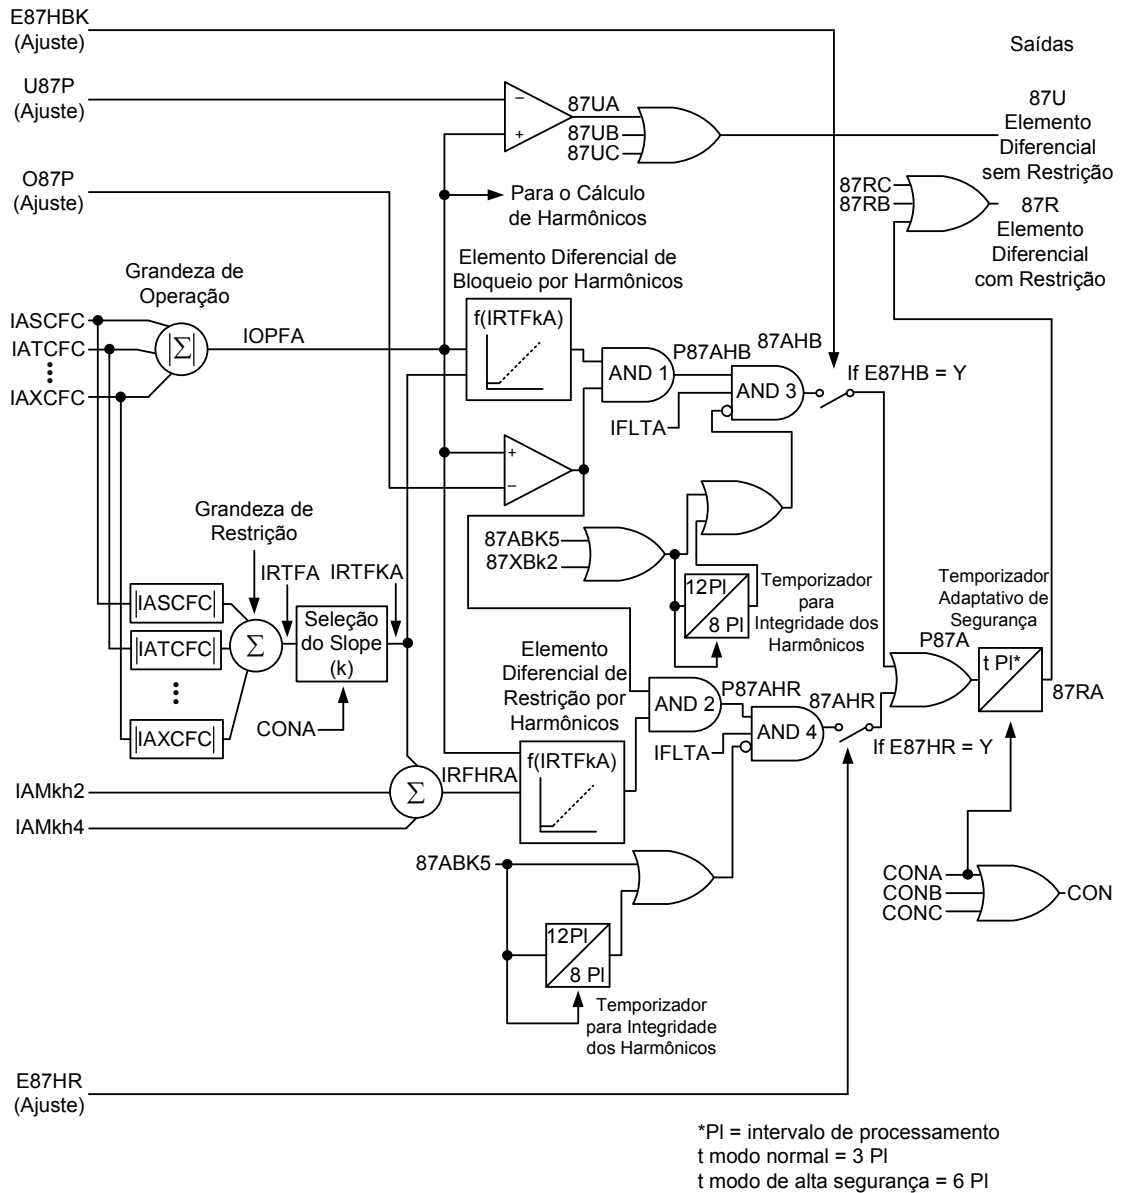 E87HBK
(Ajuste)
Saídas
U87P
(Ajuste)
−
+
87UA
87UB
87UC
87U
Elemento
Diferencial
sem Restrição
O87P
(Ajuste)
Para o Cálculo
de Harmônicos
87RC
87RB
87R
Elemento
Diferencial
com Restrição
Grandeza de
Operação
Elemento Diferencial de
Bloqueio por Harmônicos
IASCFC
IATCFC
IAXCFC
|Σ|
IOPFA
f(IRTFkA)
AND 1
P87AHB
87AHB
AND 3
If E87HB = Y
IFLTA
+
−
Grandeza de
Restrição
IRTFA
IRTFKA
87ABK5
87XBk2
12PI
8 PI
Temporizador
para
Integridade dos
Harmônicos
Temporizador
Adaptativo de
Segurança
|IASCFC|
|IATCFC|
|IAXCFC|
Σ
Seleção
do Slope
(k)
CONA
Elemento
Diferencial de
Restrição por
Harmônicos
AND 2
P87AHR
87AHR
AND 4
IFLTA
If E87HR = Y
P87A
t PI*
87RA
IAMkh2
IAMkh4
Σ
IRFHRA
f(IRTFkA)
87ABK5
12PI
8 PI
Temporizador
para Integridade
dos Harmônicos
CONA
CONB
CONC
CON
E87HR
(Ajuste)
*PI = intervalo de processamento
t modo normal = 3 PI
t modo de alta segurança = 6 PI